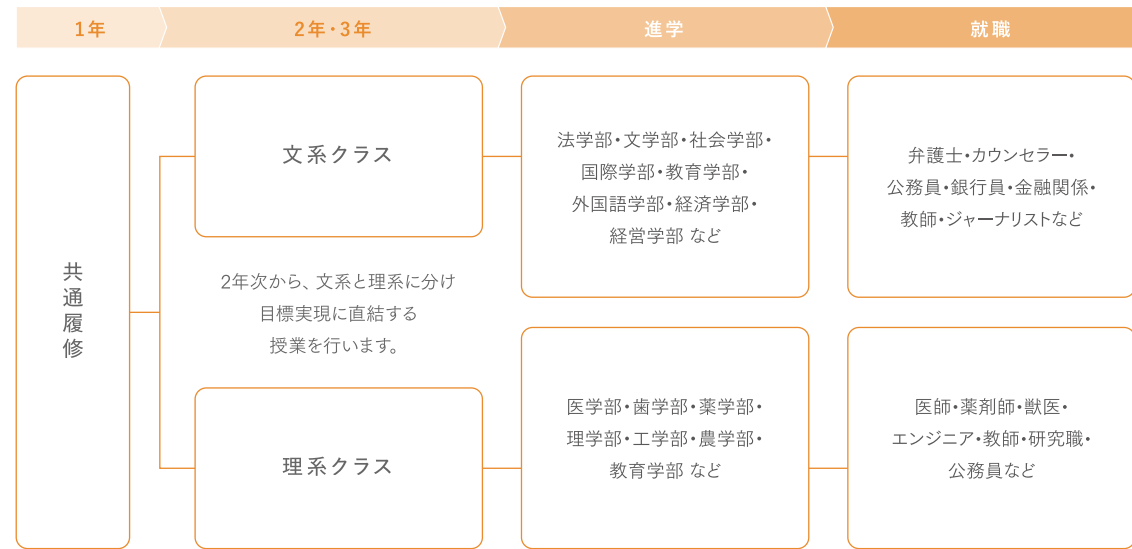 1年
2年・3年
進学
就職
共通履修
文系クラス
2年次から、文系と理系に分け
目標実現に直結する
授業を行います。
理系クラス
法学部・文学部・社会学部・
国際学部・教育学部・
外国語学部・経済学部・
経営学部 など
医学部・歯学部・薬学部・
理学部・工学部・農学部・
教育学部 など
弁護士・カウンセラー・
公務員・銀行員・金融関係・
教師・ジャーナリストなど
医師・薬剤師・獣医・
エンジニア・教師・研究職・
公務員など